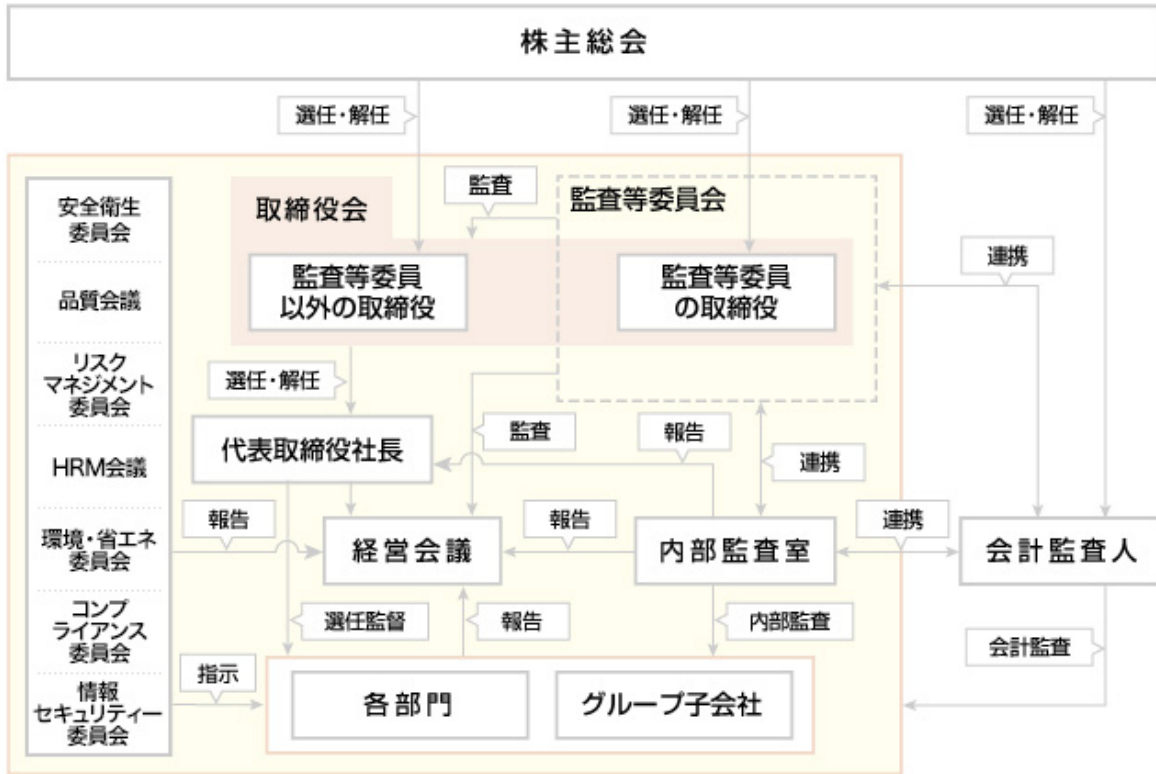 株主総会
選任・解任
選任・解任
選任・解任
安全衛生
委員会
品質会議
リスク
マネジメント
委員会
HRM会議
環境・省エネ
委員会
コンプ
ライアンス
委員会
情報
セキュリティー
委員会
取締役会
監査
監査等委員会
監査等委員
以外の取締役
監査等委員
の取締役
連携
選任・解任
代表取締役社長
監査
報告
連携
報告
経営会議
報告
内部監査室
連携
会計監査人
選任監督
報告
内部監査
会計監査
指示
各部門
グループ子会社